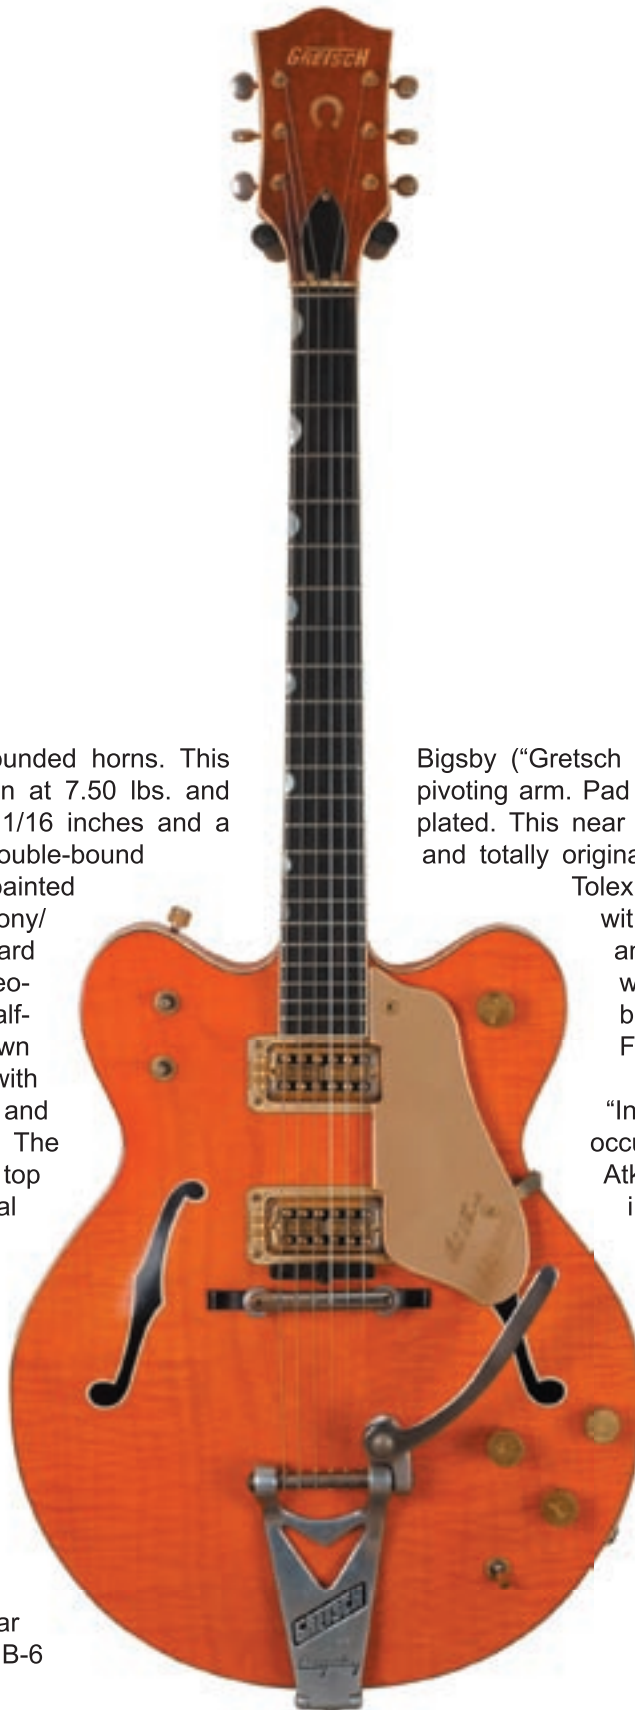 GRETSCH
ounded horns. This
n at 7.50 lbs. and
1/16 inches and a
ouble-bound
ainted
ony/
ard
eo-
alf-
wn
with
and
The
top
al
ar
B-6
Bigsby (“Gretsch
pivoting arm. Pad
plated. This near
and totally origina
Tolex
wit
ar
w
b
F
“In
occu
Atk
i
GRETSCH
Bigsby